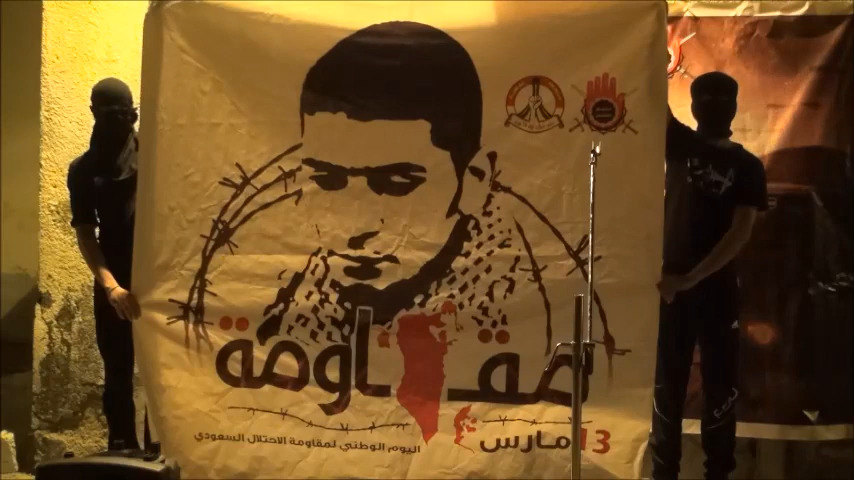 مقاومة
13 مارس
اليوم الوطني لمقاومة الاحتلال السعودي